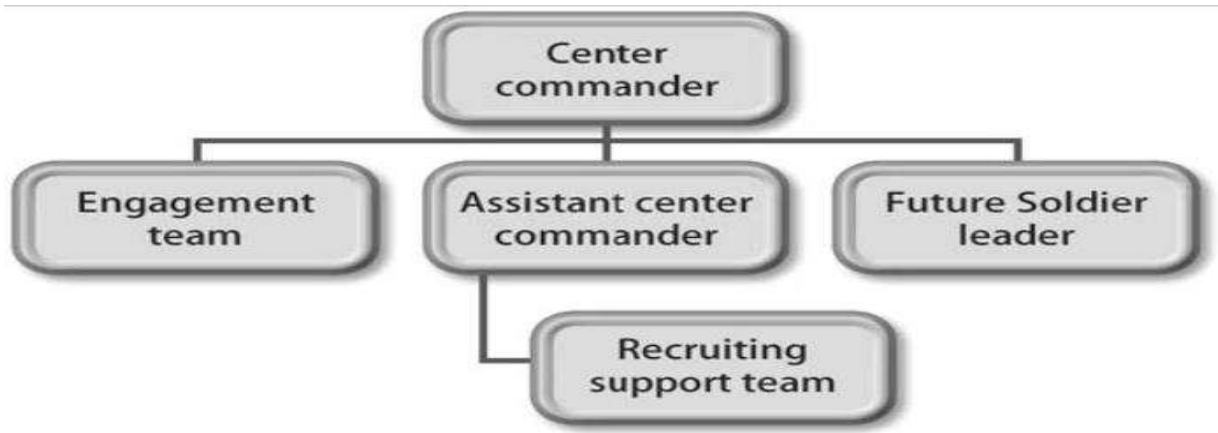 Center
commander
Engagement
team
Assistant center
commander
Future Soldier
leader
Recruiting
support team